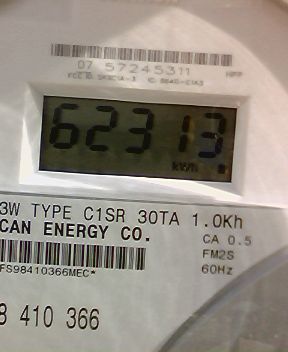 07 57245311
62313
kWh
3W TYPE C1SR 30TA 1.0Kh
CAN ENERGY CO.
CA 0.5
FM2S
60Hz
FS98410366MEC*
8 410 366